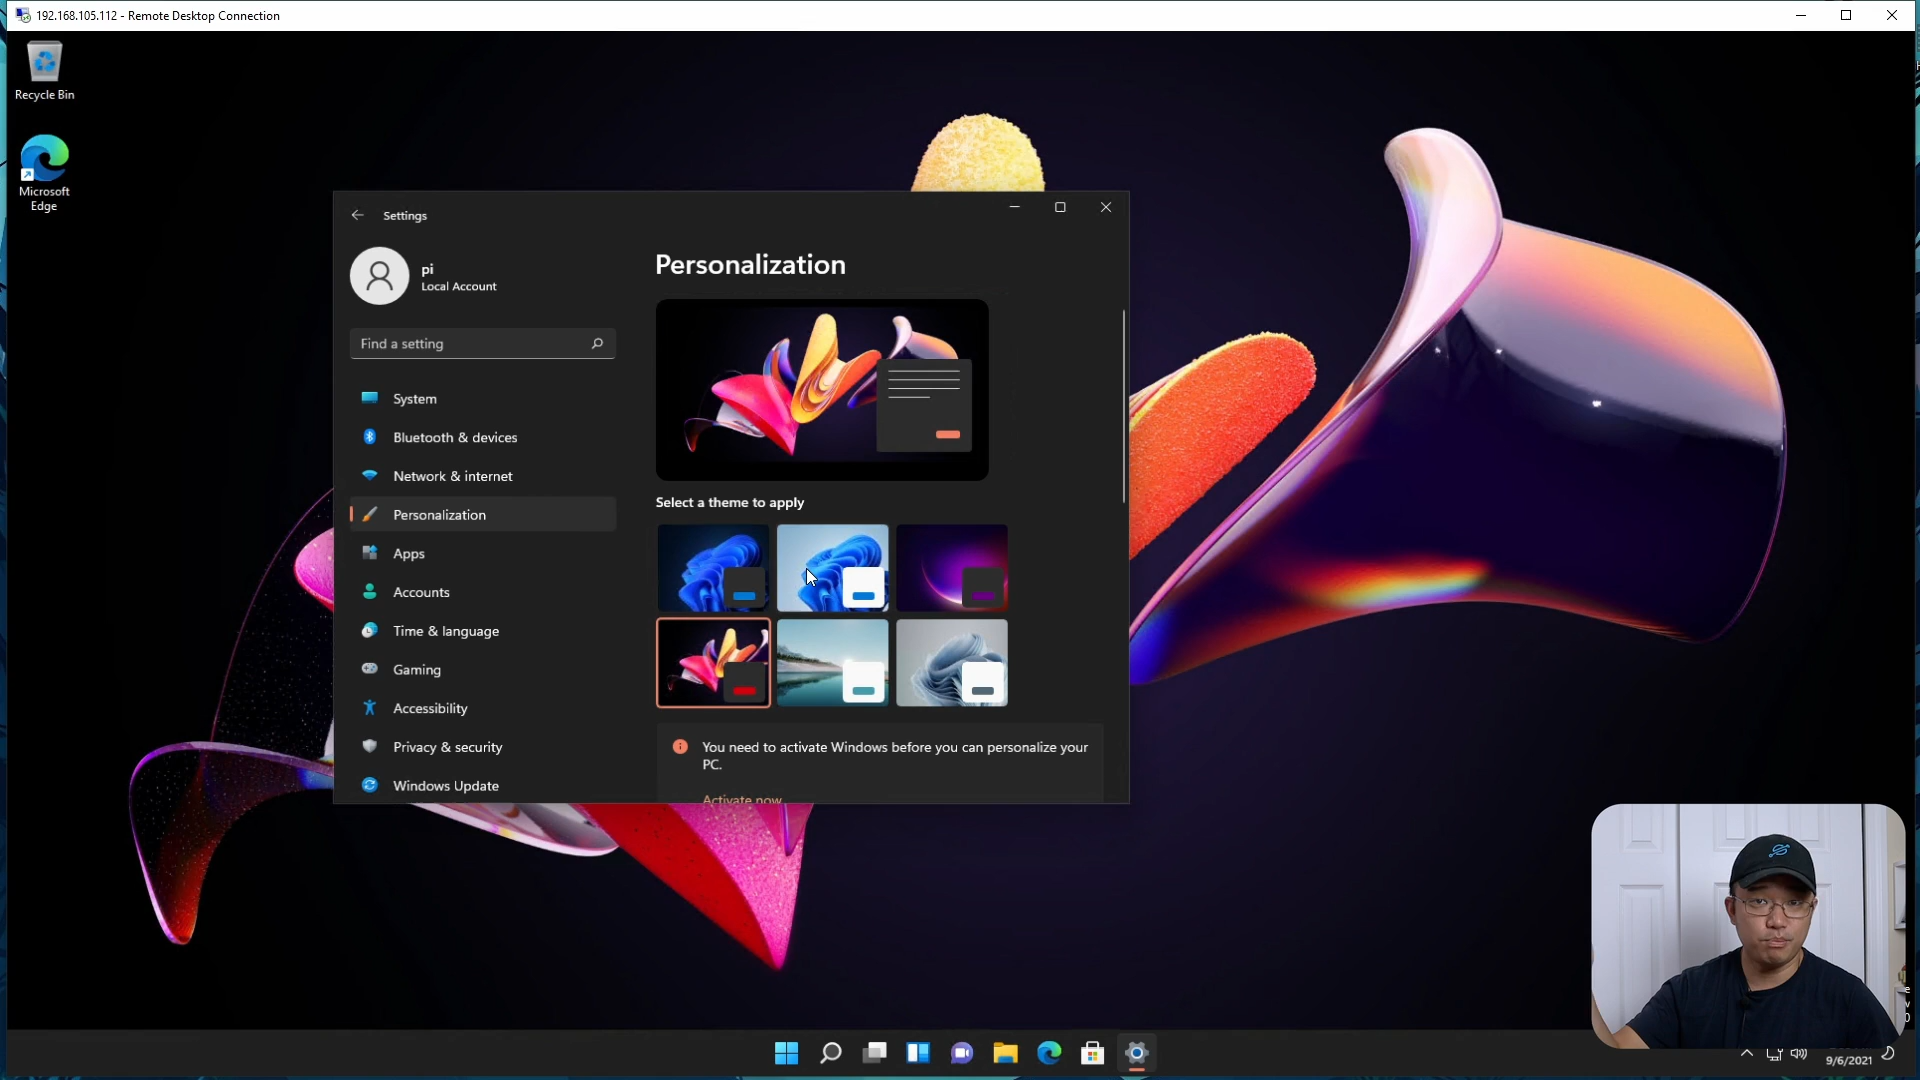 192.168.105.112 - Remote Desktop Connection
Recycle Bin
Microsoft
Edge
Settings
pi
Local Account
Find a setting
System
Bluetooth & devices
Network & internet
Personalization
Apps
Accounts
Time & language
Gaming
Accessibility
Privacy & security
Windows Update
Personalization
Select a theme to apply
You need to activate Windows before you can personalize your
PC.
Activate now
9/6/2021